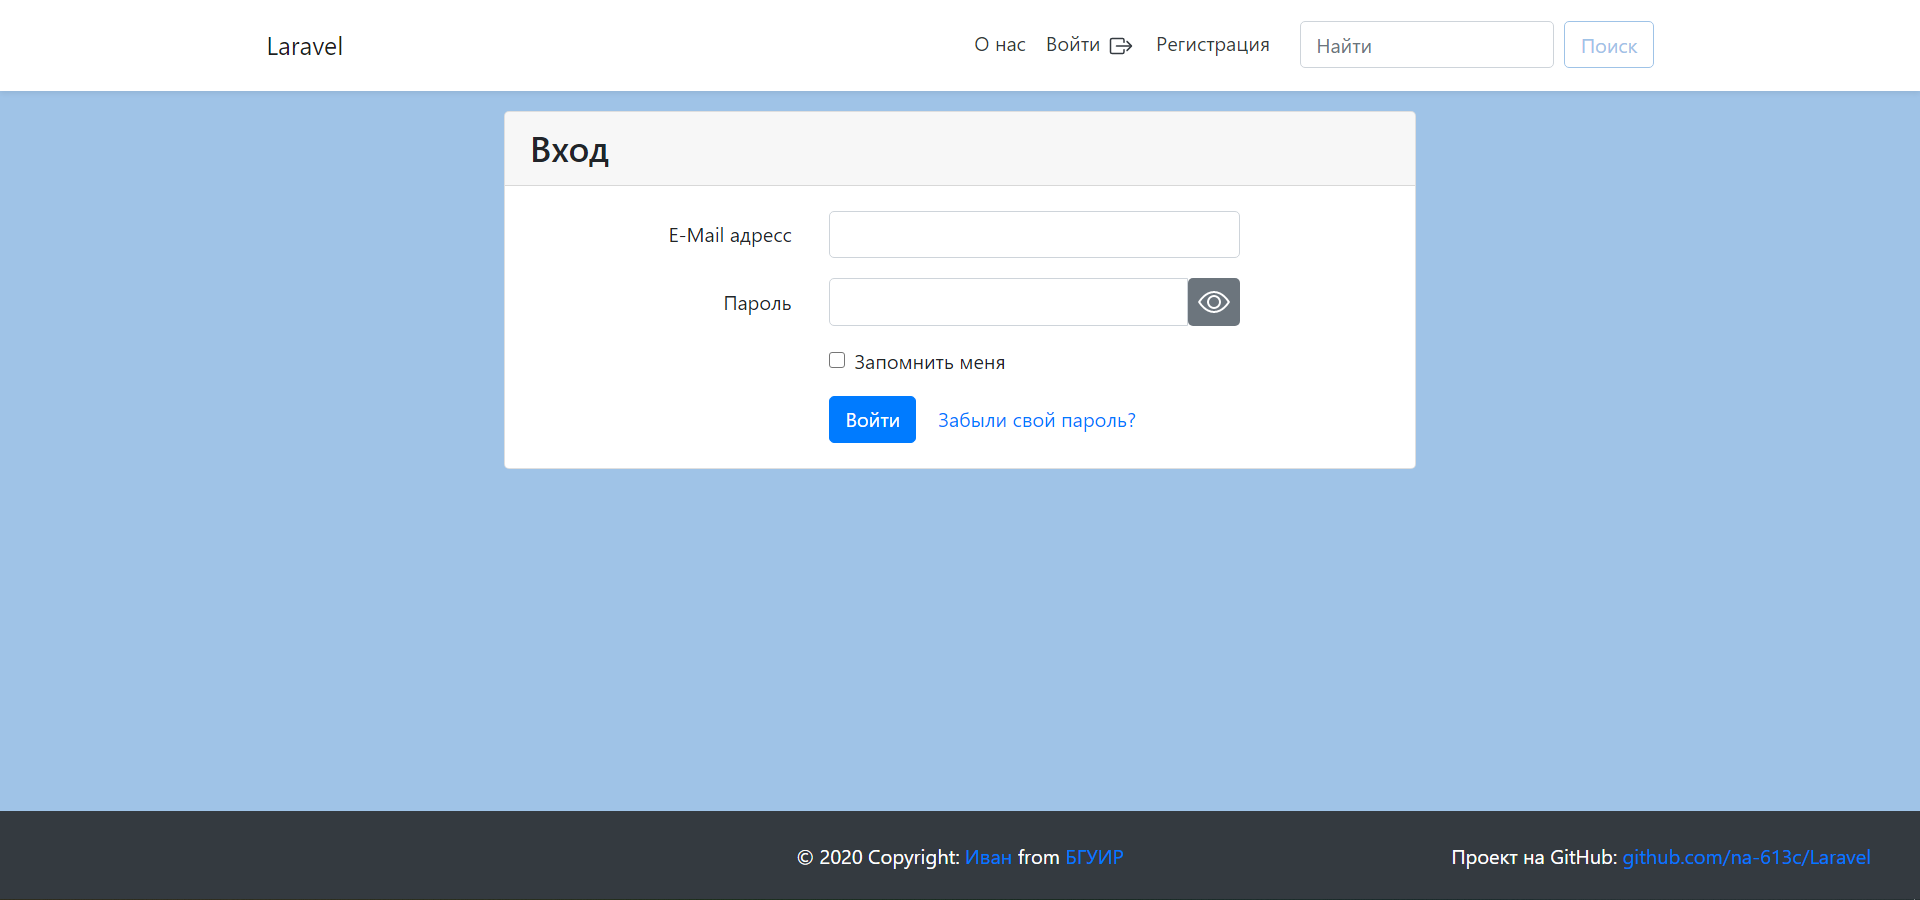 Laravel О нас Войти Регистрация Найти Поиск
Вход
E-Mail адресс
Пароль
Запомнить меня
Войти Забыли свой пароль?
© 2020 Copyright: Иван from БГУИР Проект на GitHub: github.com/na-613c/Laravel